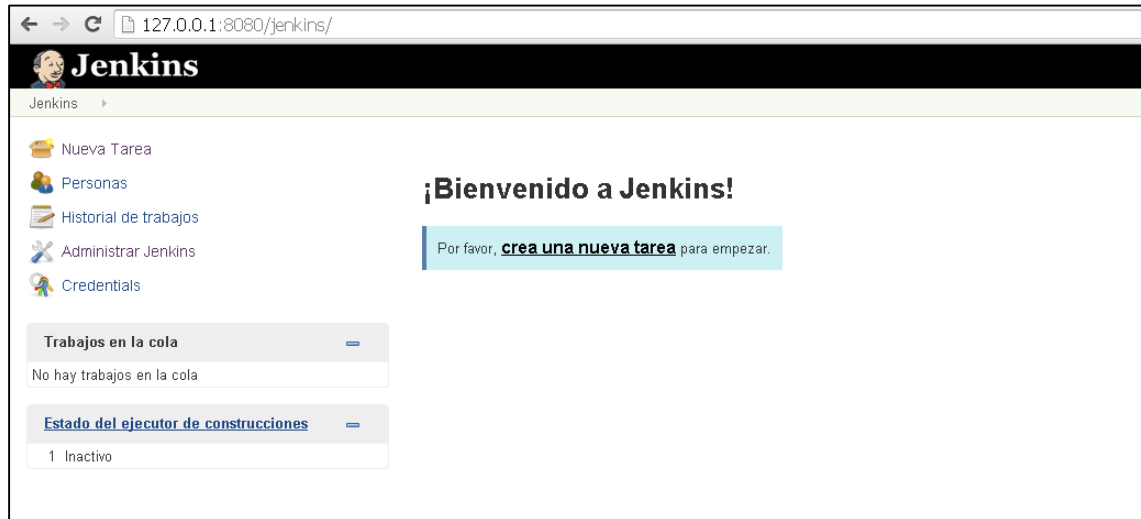 127.0.0.1:8080/jenkins/
Jenkins
Jenkins
Nueva Tarea
Personas
Historial de trabajos
Administrar Jenkins
Credentials
¡Bienvenido a Jenkins!
Por favor, crea una nueva tarea para empezar.
Trabajos en la cola
No hay trabajos en la cola
Estado del ejecutor de construcciones
1 Inactivo